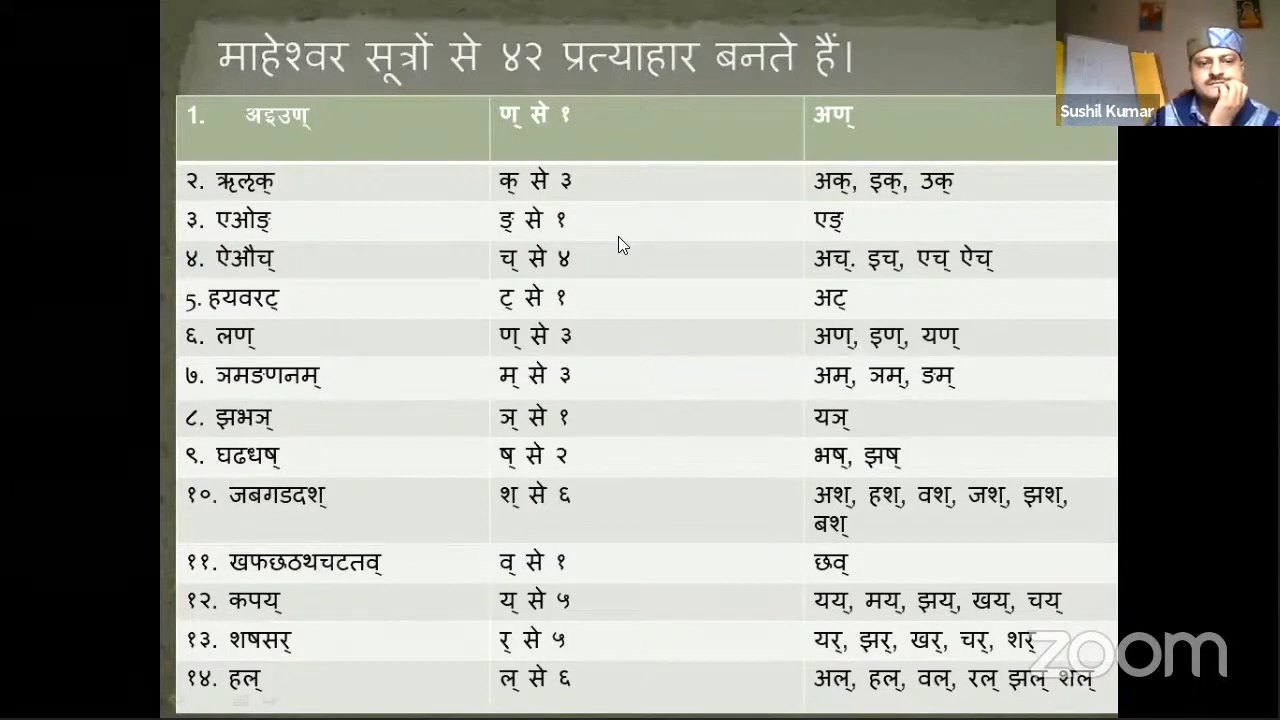 माहेश्वर सूत्रों से ४२ प्रत्याहार बनते हैं।
Sushil Kumar
1. अइउण् ण् से १ अण्
२. ऋलृक् क् से ३ अक्, इक्, उक्
३. एओङ् ङ् से १ एङ्
४. ऐऔच् च् से ४ अच्. इच्, एच् ऐच्
5. हयवरट् ट् से १ अट्
६. लण् ण् से ३ अण्, इण्, यण्
७. ञमङणनम् म् से ३ अम्, ञम्, ङम्
८. झभञ् ञ् से १ यञ्
९. घढधष् ष् से २ भष्, झष्
१०. जबगडदश् श् से ६ अश्, हश्, वश्, जश्, झश्,
बश्
११. खफछठथचटतव् व् से १ छव्
१२. कपय् य् से ५ यय्, मय्, झय्, खय्, चय्
१३. शषसर् र् से ५ यर्, झर्, खर्, चर्, शर्
१४. हल् ल् से ६ अल्, हल्, वल्, रल् झल् शल्
zoom